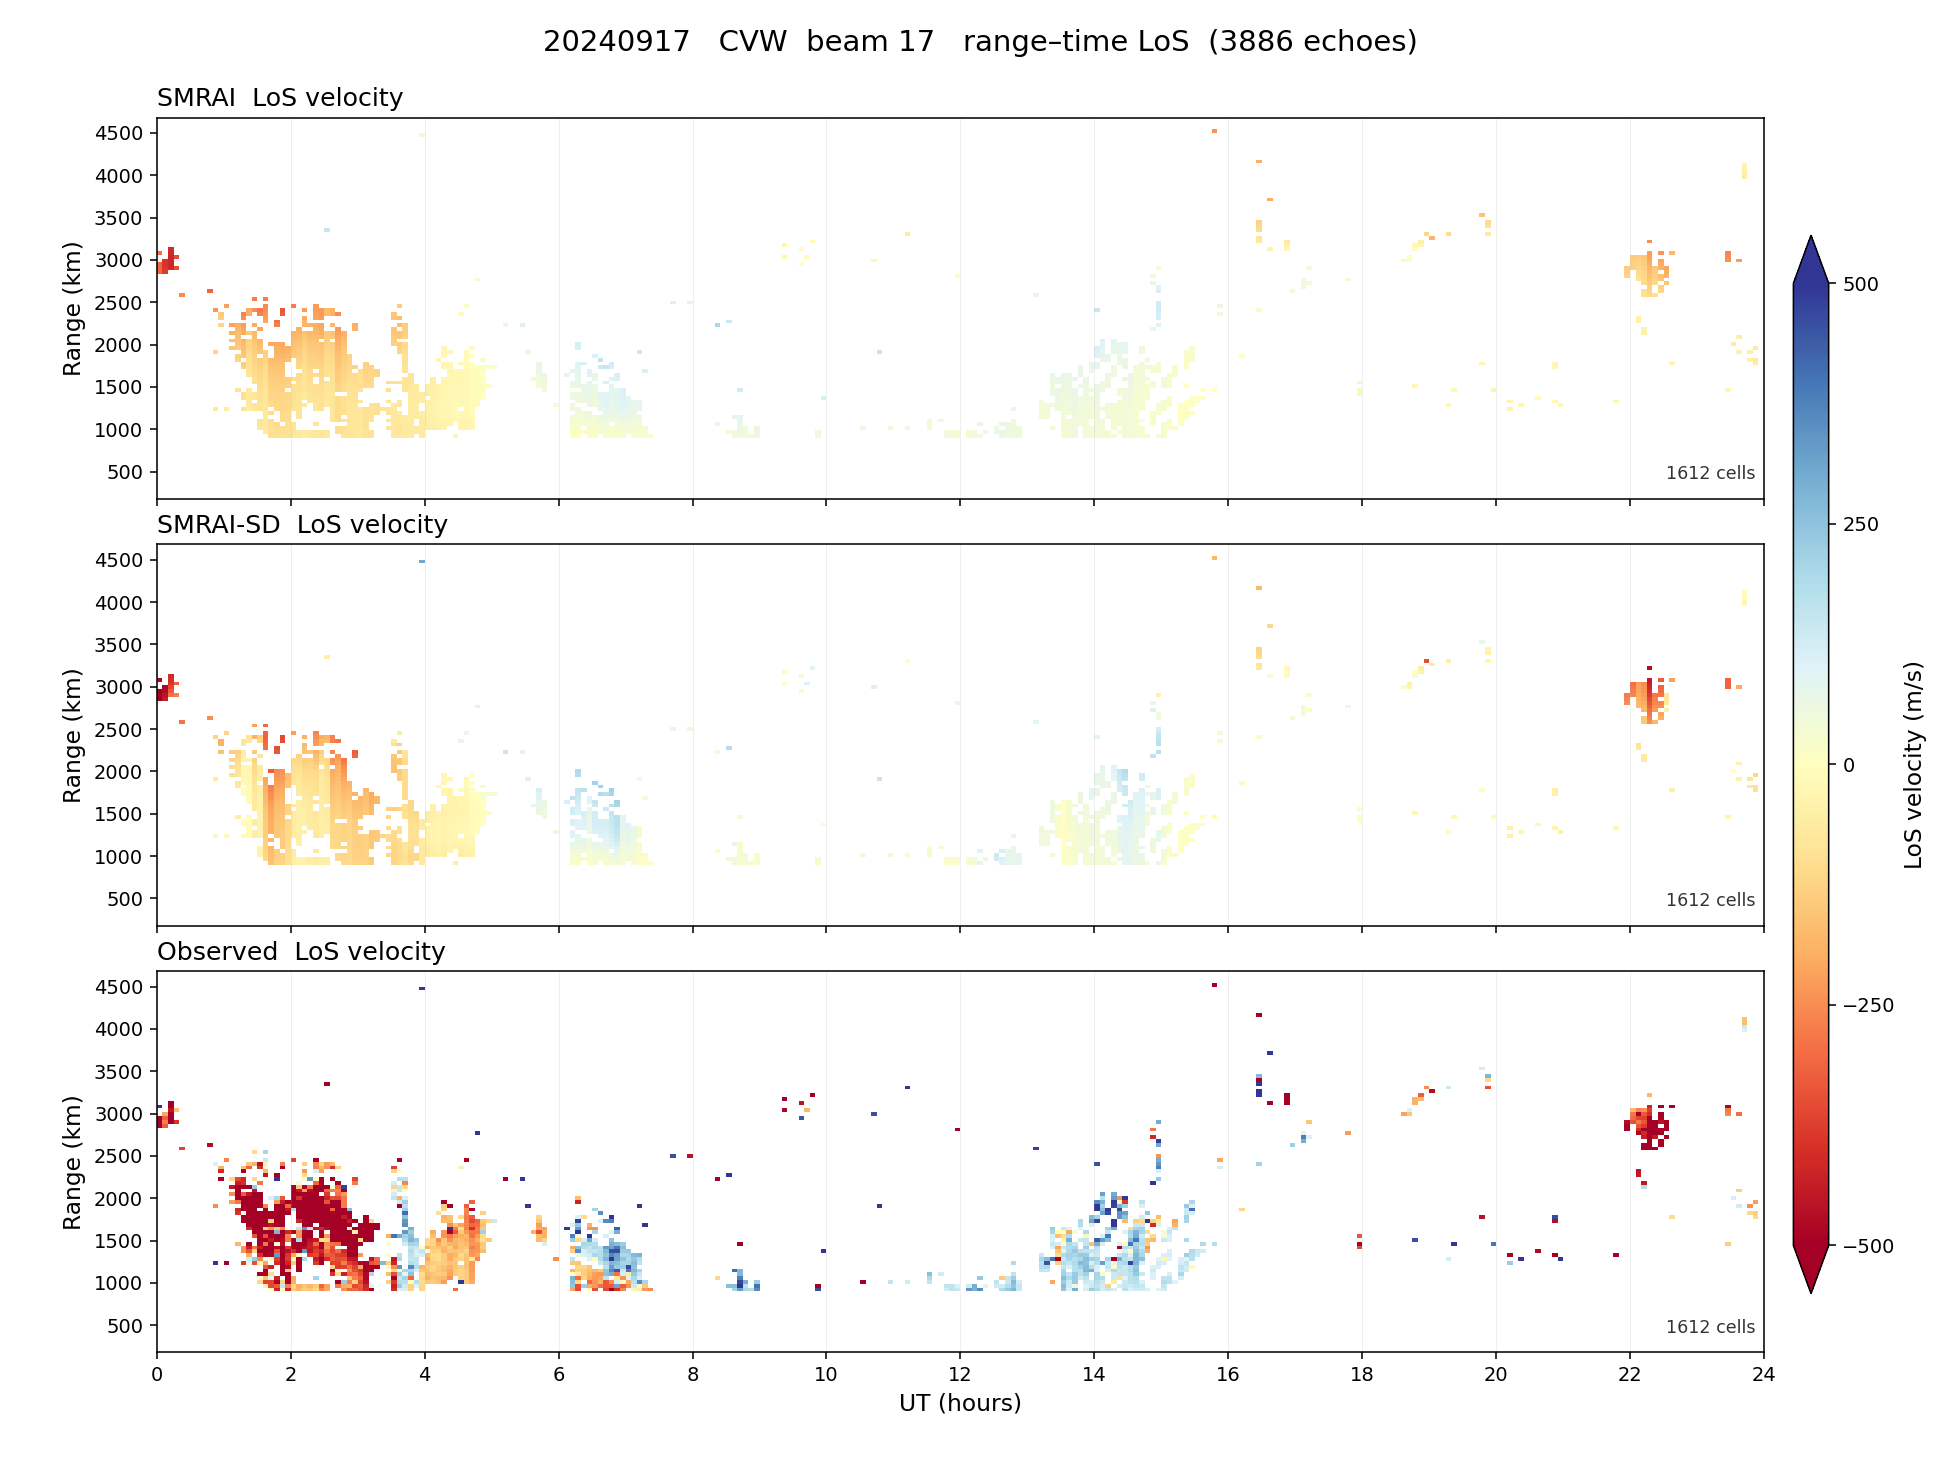 20240917   CVW  beam 17   range–time LoS  (3886 echoes)
SMRAI  LoS velocity
4500
4000
3500
3000
2500
2000
1500
1000
500
Range (km)
1612 cells
SMRAI-SD  LoS velocity
4500
4000
3500
3000
2500
2000
1500
1000
500
Range (km)
1612 cells
Observed  LoS velocity
4500
4000
3500
3000
2500
2000
1500
1000
500
Range (km)
1612 cells
0 2 4 6 8 10 12 14 16 18 20 22 24
UT (hours)
500
250
0
−250
−500
LoS velocity (m/s)